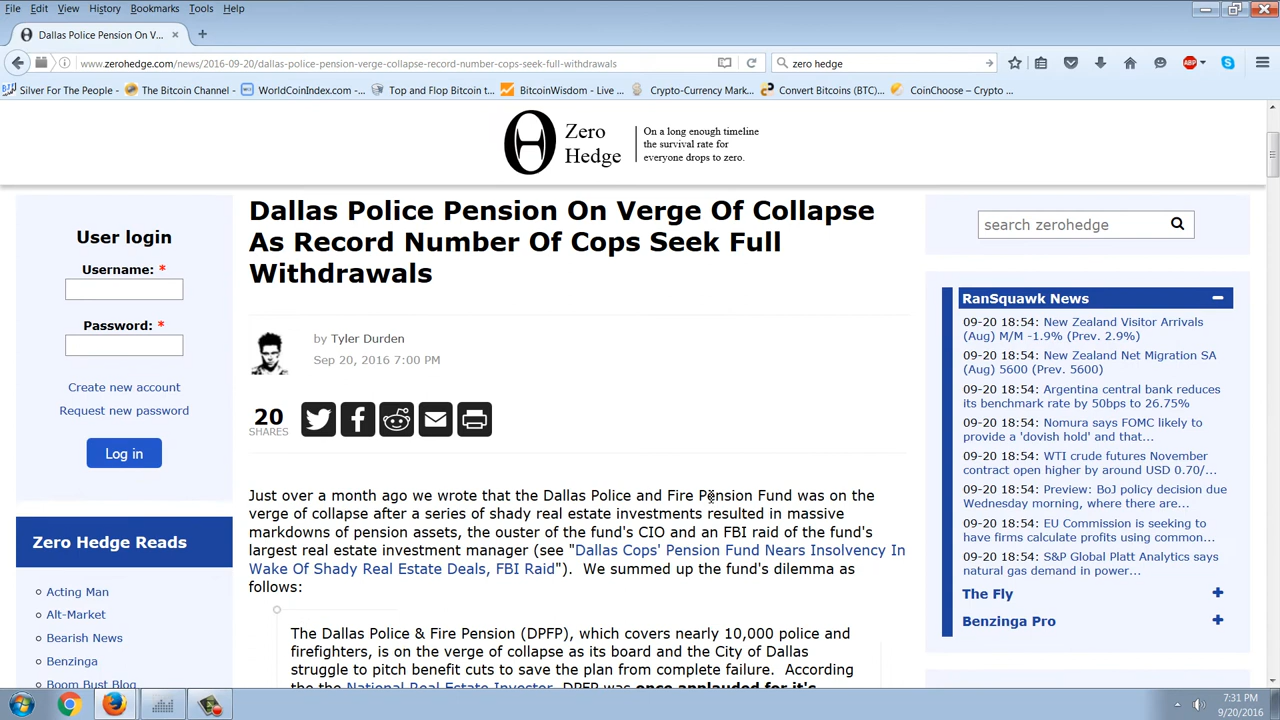 File Edit View History Bookmarks Tools Help
Dallas Police Pension On V... × +
www.zerohedge.com/news/2016-09-20/dallas-police-pension-verge-collapse-record-number-cops-seek-full-withdrawals
zero hedge
ABP
Silver For The People - ... The Bitcoin Channel - ... WorldCoinIndex.com -... Top and Flop Bitcoin t... BitcoinWisdom - Live ... Crypto-Currency Mark... Convert Bitcoins (BTC)... CoinChoose – Crypto ...
Zero
Hedge
On a long enough timeline
the survival rate for
everyone drops to zero.
User login
Username: *
Password: *
Create new account
Request new password
Log in
Zero Hedge Reads
Acting Man
Alt-Market
Bearish News
Benzinga
Boom Bust Blog
Dallas Police Pension On Verge Of Collapse
As Record Number Of Cops Seek Full
Withdrawals
by Tyler Durden
Sep 20, 2016 7:00 PM
20
SHARES
Just over a month ago we wrote that the Dallas Police and Fire Pension Fund was on the
verge of collapse after a series of shady real estate investments resulted in massive
markdowns of pension assets, the ouster of the fund's CIO and an FBI raid of the fund's
largest real estate investment manager (see "Dallas Cops' Pension Fund Nears Insolvency In
Wake Of Shady Real Estate Deals, FBI Raid"). We summed up the fund's dilemma as
follows:
The Dallas Police & Fire Pension (DPFP), which covers nearly 10,000 police and
firefighters, is on the verge of collapse as its board and the City of Dallas
struggle to pitch benefit cuts to save the plan from complete failure. According
the the National Real Estate Investor, DPFP was once applauded for it's
search zerohedge
RanSquawk News
09-20 18:54: New Zealand Visitor Arrivals
(Aug) M/M -1.9% (Prev. 2.9%)
09-20 18:54: New Zealand Net Migration SA
(Aug) 5600 (Prev. 5600)
09-20 18:54: Argentina central bank reduces
its benchmark rate by 50bps to 26.75%
09-20 18:54: Nomura says FOMC likely to
provide a 'dovish hold' and that...
09-20 18:54: WTI crude futures November
contract open higher by around USD 0.70/...
09-20 18:54: Preview: BoJ policy decision due
Wednesday morning, where there are...
09-20 18:54: EU Commission is seeking to
have firms calculate profits using common...
09-20 18:54: S&P Global Platt Analytics says
natural gas demand in power...
The Fly
Benzinga Pro
7:31 PM
9/20/2016